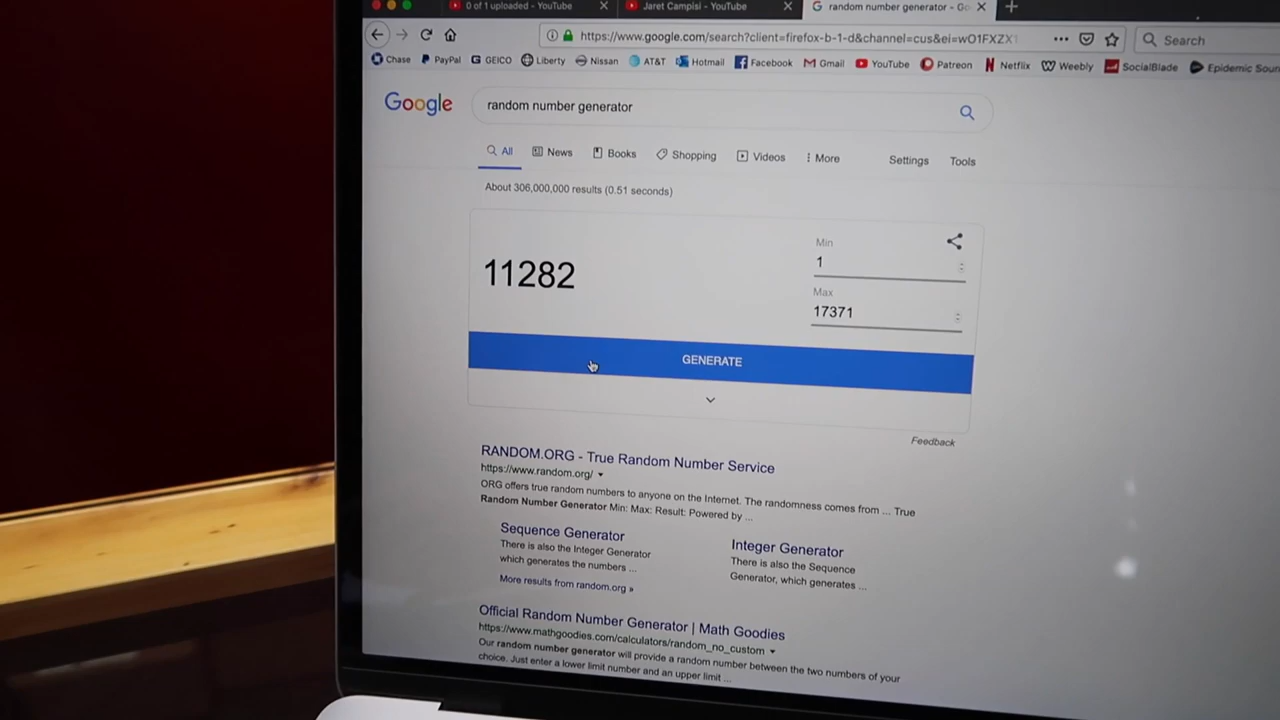 0 of 1 uploaded - YouTube
Jaret Campisi - YouTube
random number generator - Go
https://www.google.com/search?client=firefox-b-1-d&channel=cus&ei=wO1FXZX
Search
Chase PayPal GEICO Liberty Nissan AT&T Hotmail Facebook Gmail YouTube Patreon Netflix Weebly SocialBlade Epidemic Soun
Google
random number generator
All News Books Shopping Videos More Settings Tools
About 306,000,000 results (0.51 seconds)
11282
Min
1
Max
17371
GENERATE
Feedback
RANDOM.ORG - True Random Number Service
https://www.random.org/
ORG offers true random numbers to anyone on the Internet. The randomness comes from ... True
Random Number Generator Min: Max: Result: Powered by ...
Sequence Generator
There is also the Integer Generator
which generates the numbers ...
Integer Generator
There is also the Sequence
Generator, which generates ...
More results from random.org »
Official Random Number Generator | Math Goodies
https://www.mathgoodies.com/calculators/random_no_custom
Our random number generator will provide a random number between the two numbers of your
choice. Just enter a lower limit number and an upper limit ...